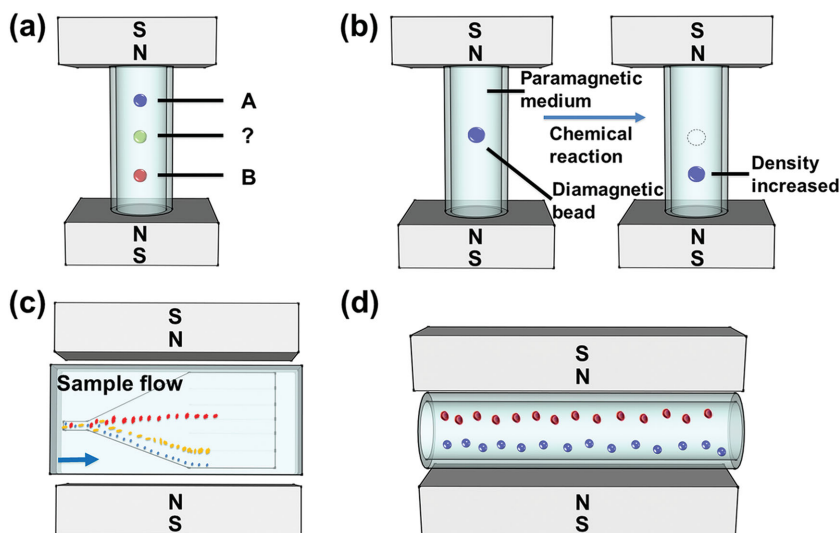 (a)
S
N
A
?
B
N
S
(b)
S
N
Paramagnetic
medium
Chemical
reaction
Diamagnetic
bead
N
S
S
N
Density
increased
N
S
(c)
S
N
Sample flow
N
S
(d)
S
N
N
S